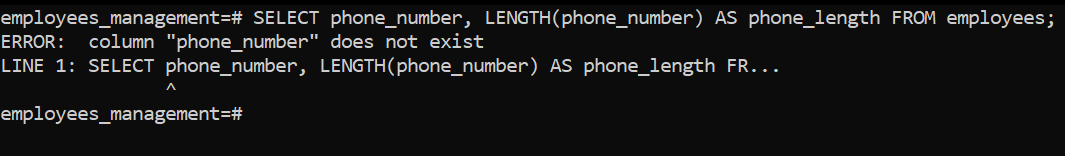 employees_management=# SELECT phone_number, LENGTH(phone_number) AS phone_length FROM employees;
ERROR:  column "phone_number" does not exist
LINE 1: SELECT phone_number, LENGTH(phone_number) AS phone_length FR...
               ^
employees_management=#